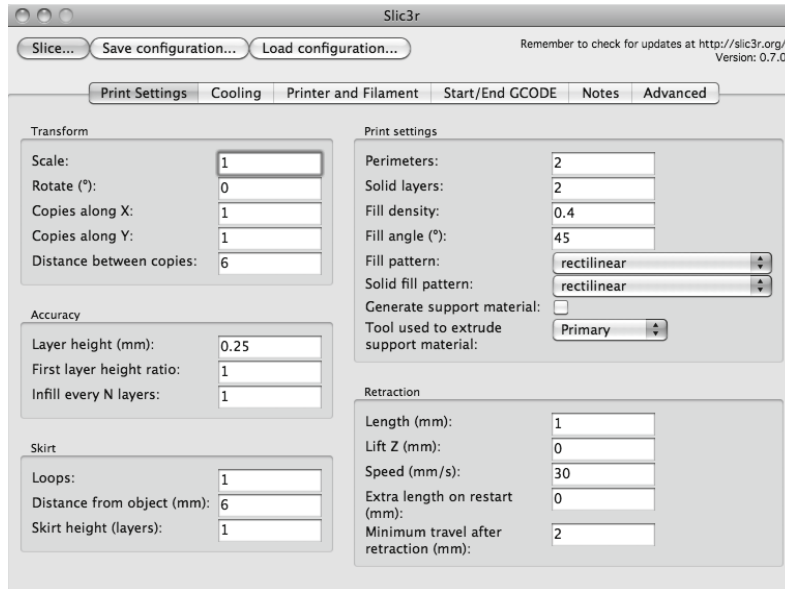 Slic3r
Slice...
Save configuration...
Load configuration...
Remember to check for updates at http://slic3r.org/
Version: 0.7.0
Print Settings
Cooling
Printer and Filament
Start/End GCODE
Notes
Advanced
Transform
Scale: 1
Rotate (°): 0
Copies along X: 1
Copies along Y: 1
Distance between copies: 6
Accuracy
Layer height (mm): 0.25
First layer height ratio: 1
Infill every N layers: 1
Skirt
Loops: 1
Distance from object (mm): 6
Skirt height (layers): 1
Print settings
Perimeters: 2
Solid layers: 2
Fill density: 0.4
Fill angle (°): 45
Fill pattern: rectilinear
Solid fill pattern: rectilinear
Generate support material:
Tool used to extrude
support material:
Primary
Retraction
Length (mm): 1
Lift Z (mm): 0
Speed (mm/s): 30
Extra length on restart
(mm):
0
Minimum travel after
retraction (mm):
2